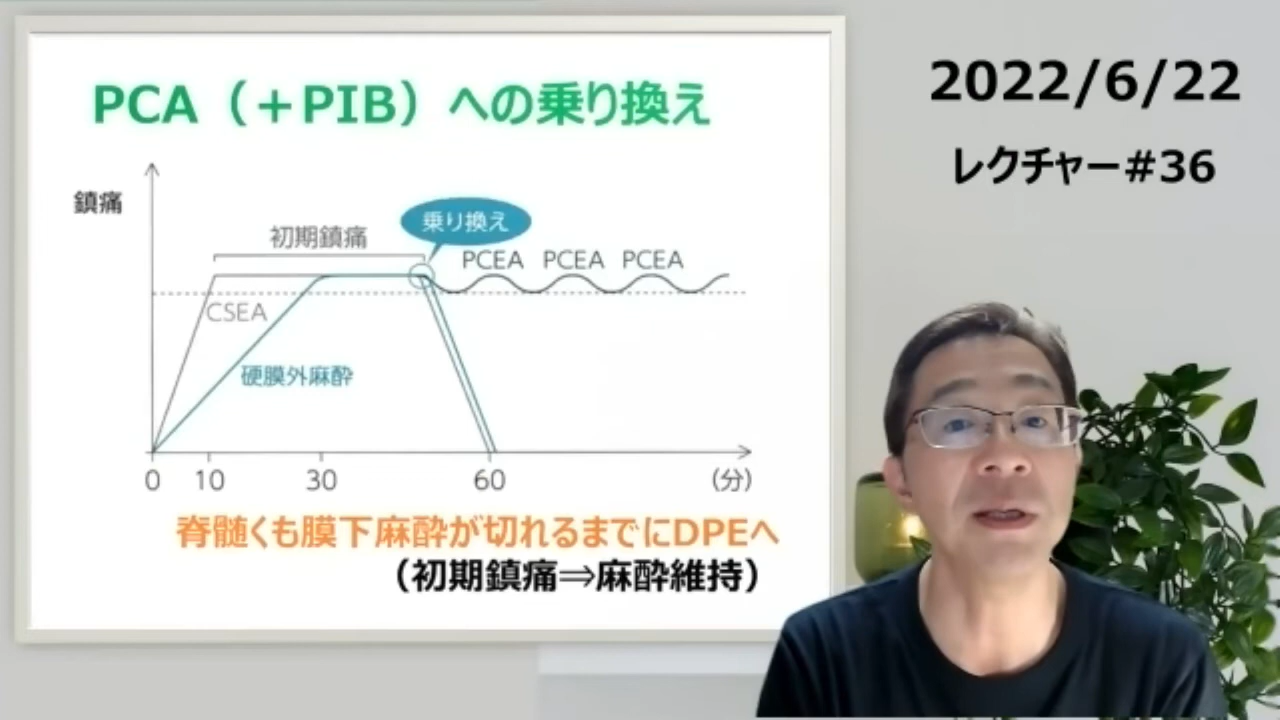 PCA（＋PIB）への乗り換え
鎮痛
初期鎮痛
乗り換え
PCEA PCEA PCEA
CSEA
硬膜外麻酔
0 10 30 60 (分)
脊髄くも膜下麻酔が切れるまでにDPEへ
（初期鎮痛⇒麻酔維持）
2022/6/22
レクチャー#36